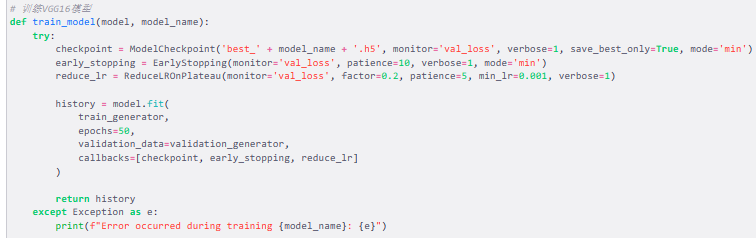 # 训练VGG16模型
def train_model(model, model_name):
    try:
        checkpoint = ModelCheckpoint('best_' + model_name + '.h5', monitor='val_loss', verbose=1, save_best_only=True, mode='min')
        early_stopping = EarlyStopping(monitor='val_loss', patience=10, verbose=1, mode='min')
        reduce_lr = ReduceLROnPlateau(monitor='val_loss', factor=0.2, patience=5, min_lr=0.001, verbose=1)

        history = model.fit(
            train_generator,
            epochs=50,
            validation_data=validation_generator,
            callbacks=[checkpoint, early_stopping, reduce_lr]
        )

        return history
    except Exception as e:
        print(f"Error occurred during training {model_name}: {e}")